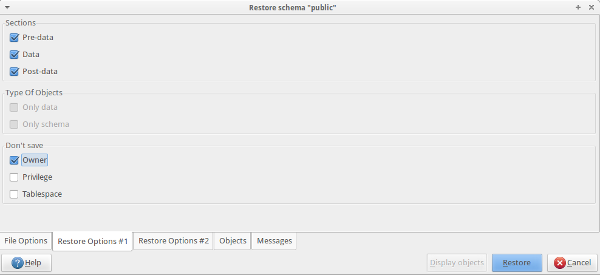 Restore schema "public"
Sections
Pre-data
Data
Post-data
Type Of Objects
Only data
Only schema
Don't save
Owner
Privilege
Tablespace
File Options Restore Options #1 Restore Options #2 Objects Messages
Help Display objects Restore Cancel